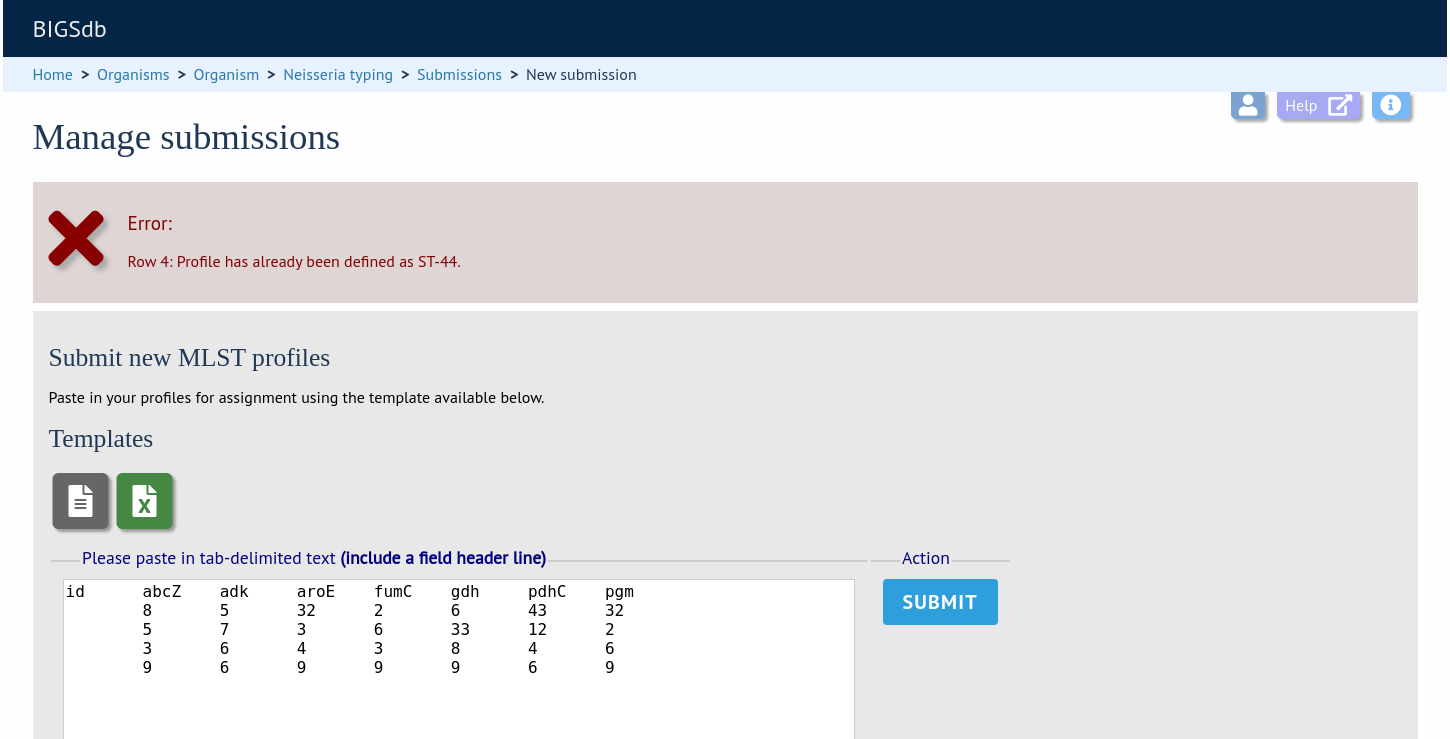 BIGSdb
Home > Organisms > Organism > Neisseria typing > Submissions > New submission
Help
Manage submissions
Error:
Row 4: Profile has already been defined as ST-44.
Submit new MLST profiles
Paste in your profiles for assignment using the template available below.
Templates
Please paste in tab-delimited text (include a field header line)
Action
id abcZ adk aroE fumC gdh pdhC pgm
8 5 32 2 6 43 32
5 7 3 6 33 12 2
3 6 4 3 8 4 6
9 6 9 9 9 6 9
SUBMIT